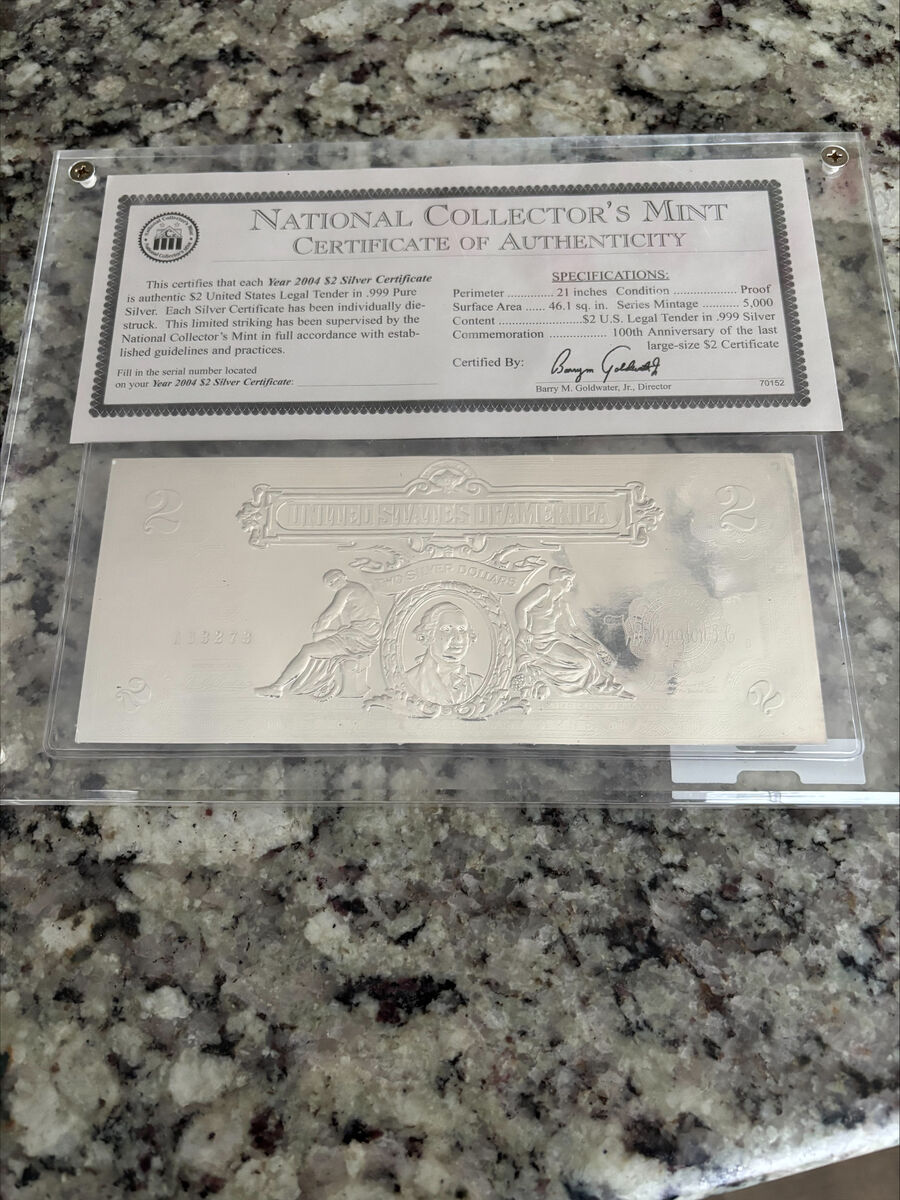 NATIONAL COLLECTOR'S MINT
CERTIFICATE OF AUTHENTICITY
This certifies that each Year 2004 $2 Silver Certificate
is authentic $2 United States Legal Tender in .999 Pure
Silver. Each Silver Certificate has been individually die-
struck. This limited striking has been supervised by the
National Collector's Mint in full accordance with estab-
lished guidelines and practices.
Fill in the serial number located
on your Year 2004 $2 Silver Certificate:
SPECIFICATIONS:
Perimeter .............. 21 inches Condition .................. Proof
Surface Area ...... 46.1 sq. in. Series Mintage ........... 5,000
Content .......................$2 U.S. Legal Tender in .999 Silver
Commemoration ................ 100th Anniversary of the last
large-size $2 Certificate
Certified By:
Barry M. Goldwater, Jr., Director
70152
2 2
UNITED STATES OF AMERICA
TWO SILVER DOLLARS
2 2